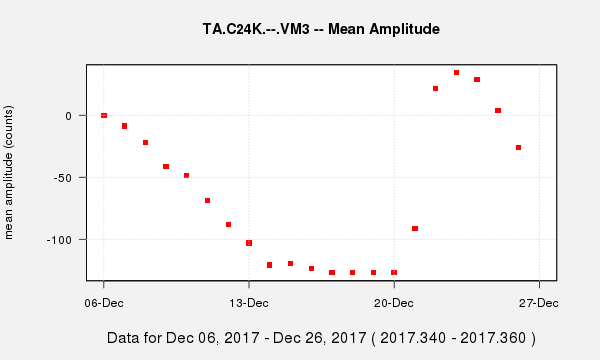 TA.C24K.--.VM3 -- Mean Amplitude
mean amplitude (counts)
0
-50
-100
06-Dec
13-Dec
20-Dec
27-Dec
Data for Dec 06, 2017 - Dec 26, 2017 ( 2017.340 - 2017.360 )